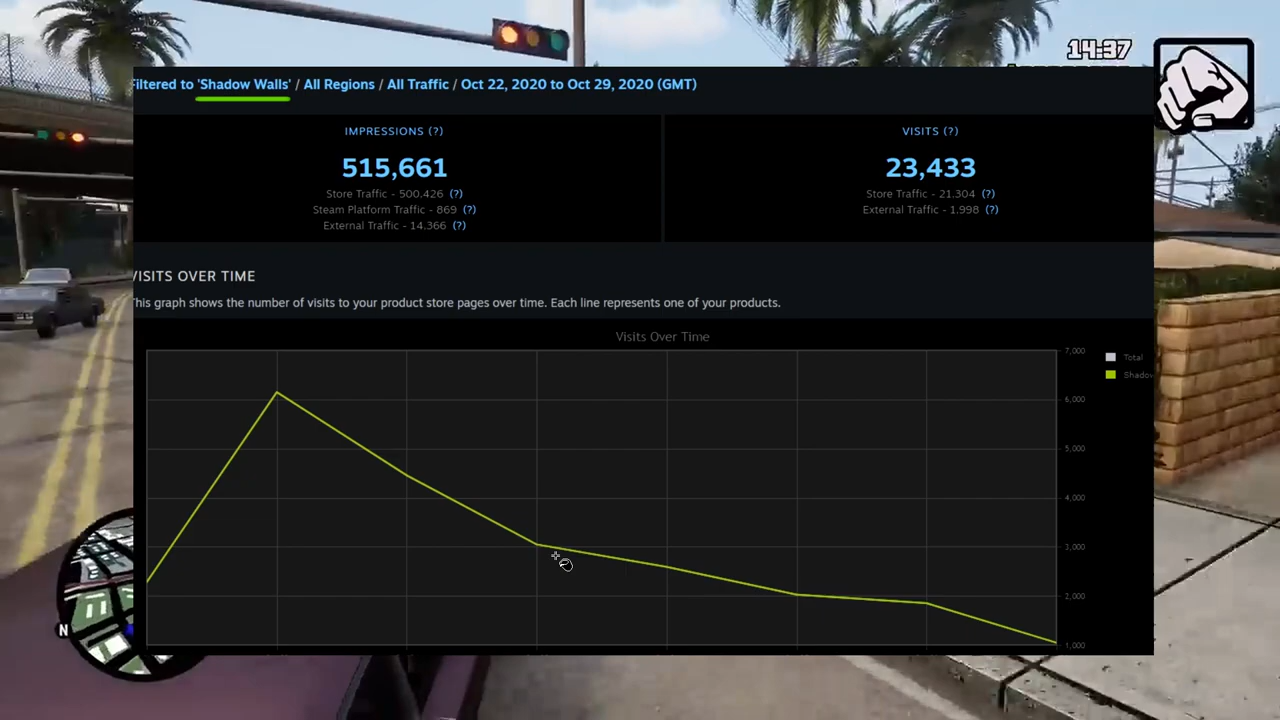 14:37
Filtered to 'Shadow Walls' / All Regions / All Traffic / Oct 22, 2020 to Oct 29, 2020 (GMT)
IMPRESSIONS (?)
515,661
Store Traffic - 500.426 (?)
Steam Platform Traffic - 869 (?)
External Traffic - 14.366 (?)
VISITS (?)
23,433
Store Traffic - 21.304 (?)
External Traffic - 1.998 (?)
VISITS OVER TIME
This graph shows the number of visits to your product store pages over time. Each line represents one of your products.
Visits Over Time
7,000
6,000
5,000
4,000
3,000
2,000
1,000
Total
Shadow
N